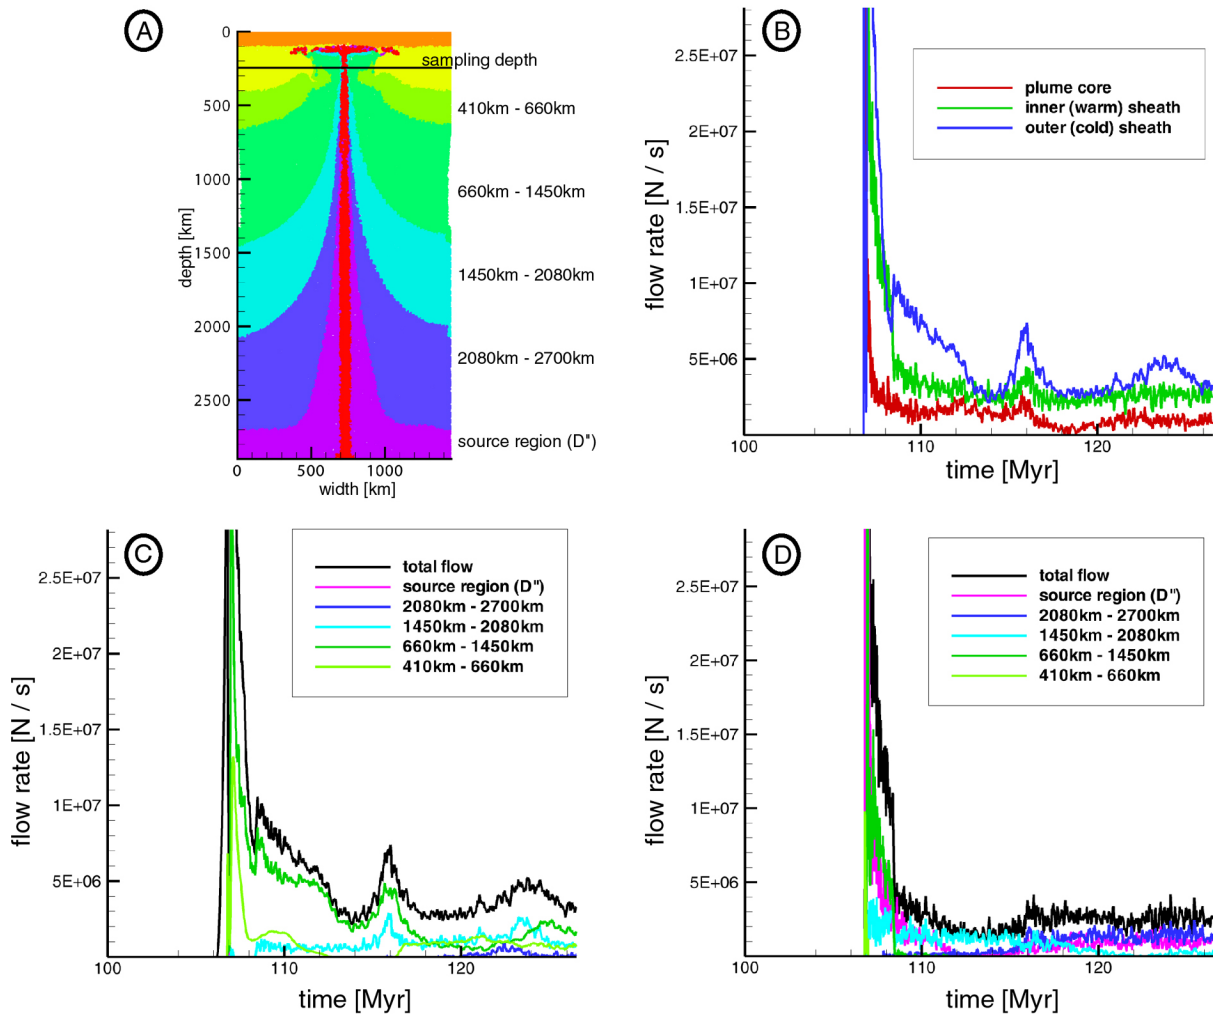 A
0
500
1000
1500
2000
2500
depth [km]
sampling depth
410km - 660km
660km - 1450km
1450km - 2080km
2080km - 2700km
source region (D")
0
500
1000
width [km]
B
2.5E+07
2E+07
1.5E+07
1E+07
5E+06
flow rate [N / s]
plume core
inner (warm) sheath
outer (cold) sheath
100
110
120
time [Myr]
C
2.5E+07
2E+07
1.5E+07
1E+07
5E+06
flow rate [N / s]
total flow
source region (D")
2080km - 2700km
1450km - 2080km
660km - 1450km
410km - 660km
100
110
120
time [Myr]
D
2.5E+07
2E+07
1.5E+07
1E+07
5E+06
flow rate [N / s]
total flow
source region (D")
2080km - 2700km
1450km - 2080km
660km - 1450km
410km - 660km
100
110
120
time [Myr]